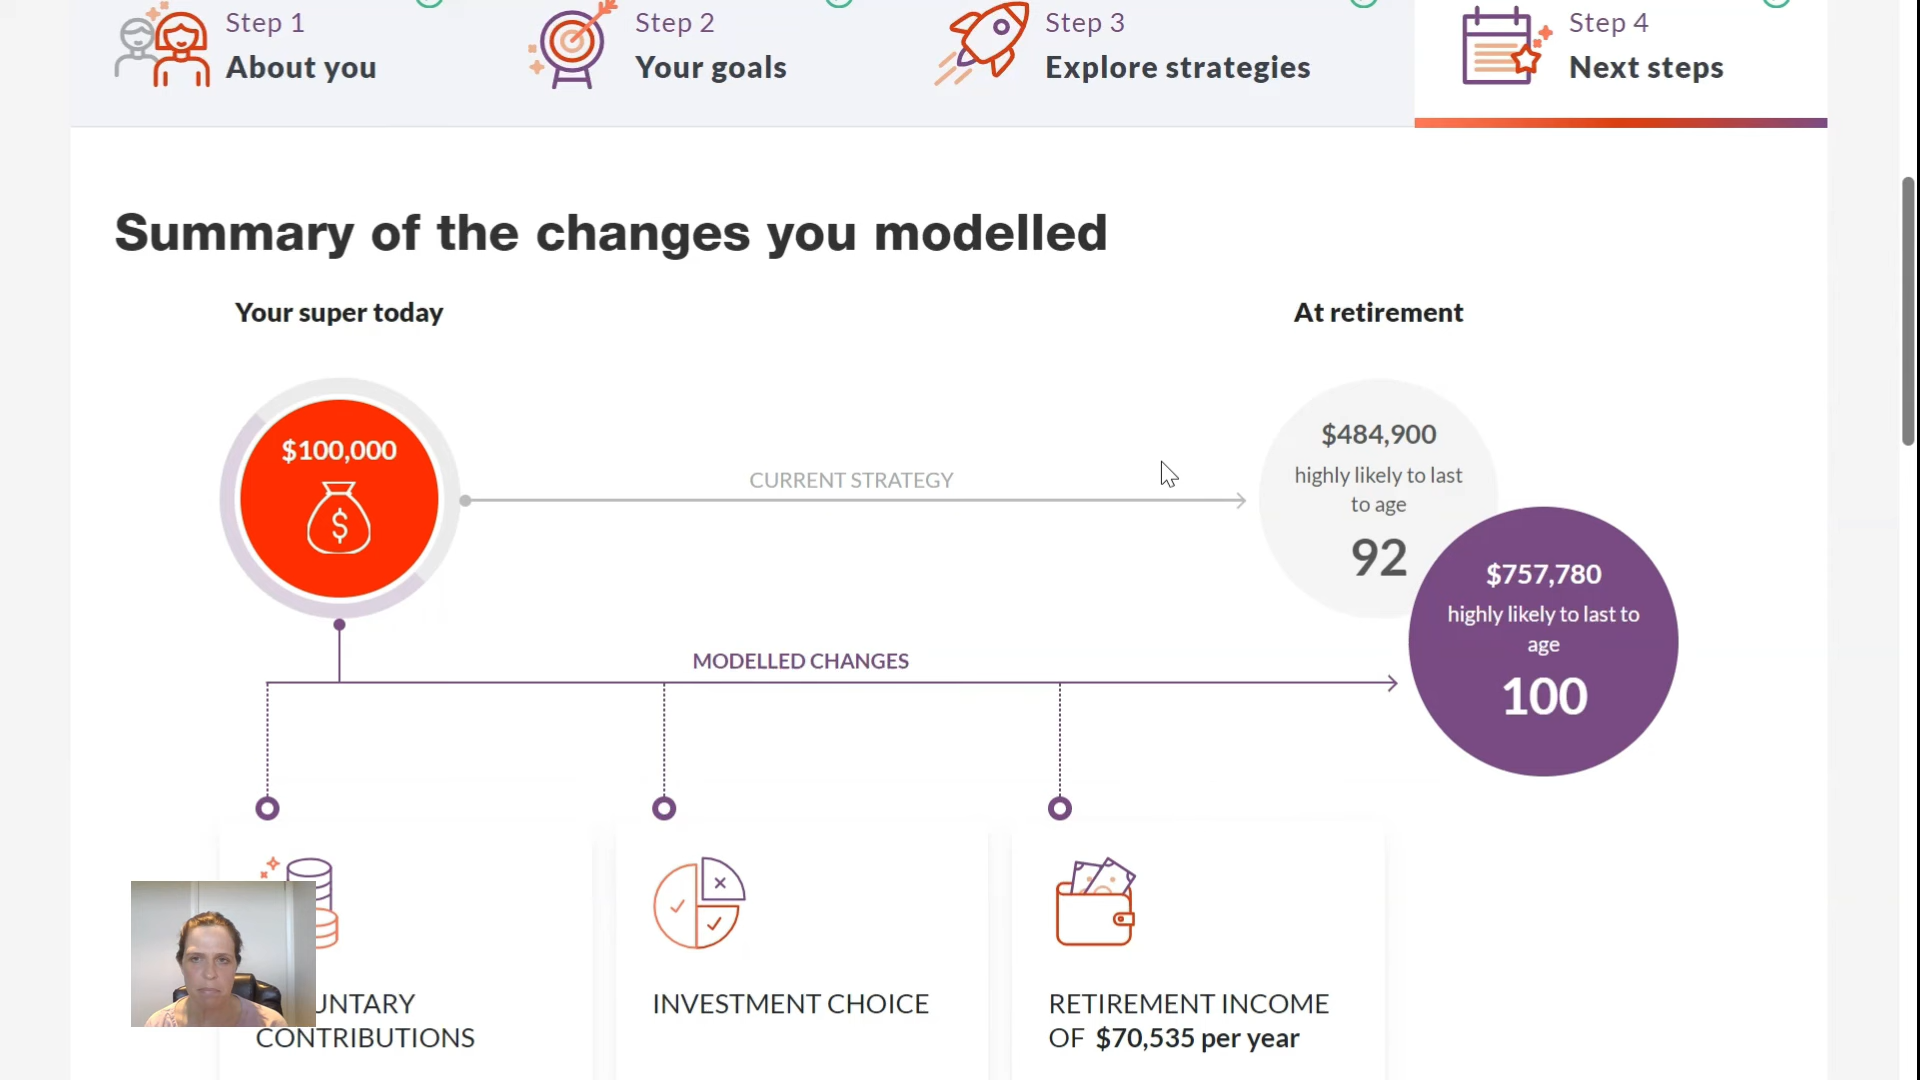 Step 1
About you
Step 2
Your goals
Step 3
Explore strategies
Step 4
Next steps
Summary of the changes you modelled
Your super today
At retirement
$100,000
$
CURRENT STRATEGY
$484,900
highly likely to last
to age
92
$757,780
highly likely to last to
age
100
MODELLED CHANGES
UNTARY
CONTRIBUTIONS
INVESTMENT CHOICE
RETIREMENT INCOME
OF $70,535 per year